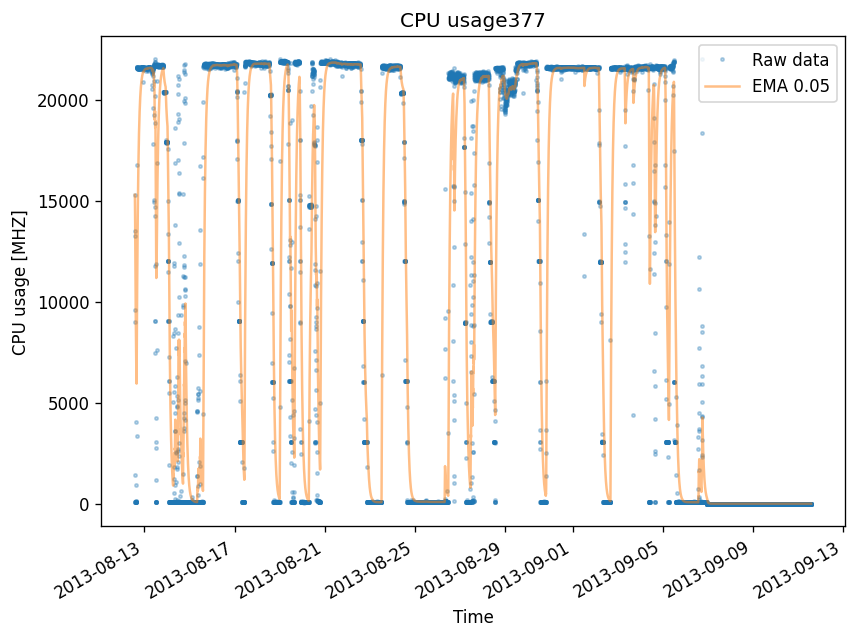 CPU usage377
Raw data
EMA 0.05
CPU usage [MHZ]
20000
15000
10000
5000
0
2013-08-13
2013-08-17
2013-08-21
2013-08-25
2013-08-29
2013-09-01
2013-09-05
2013-09-09
2013-09-13
Time